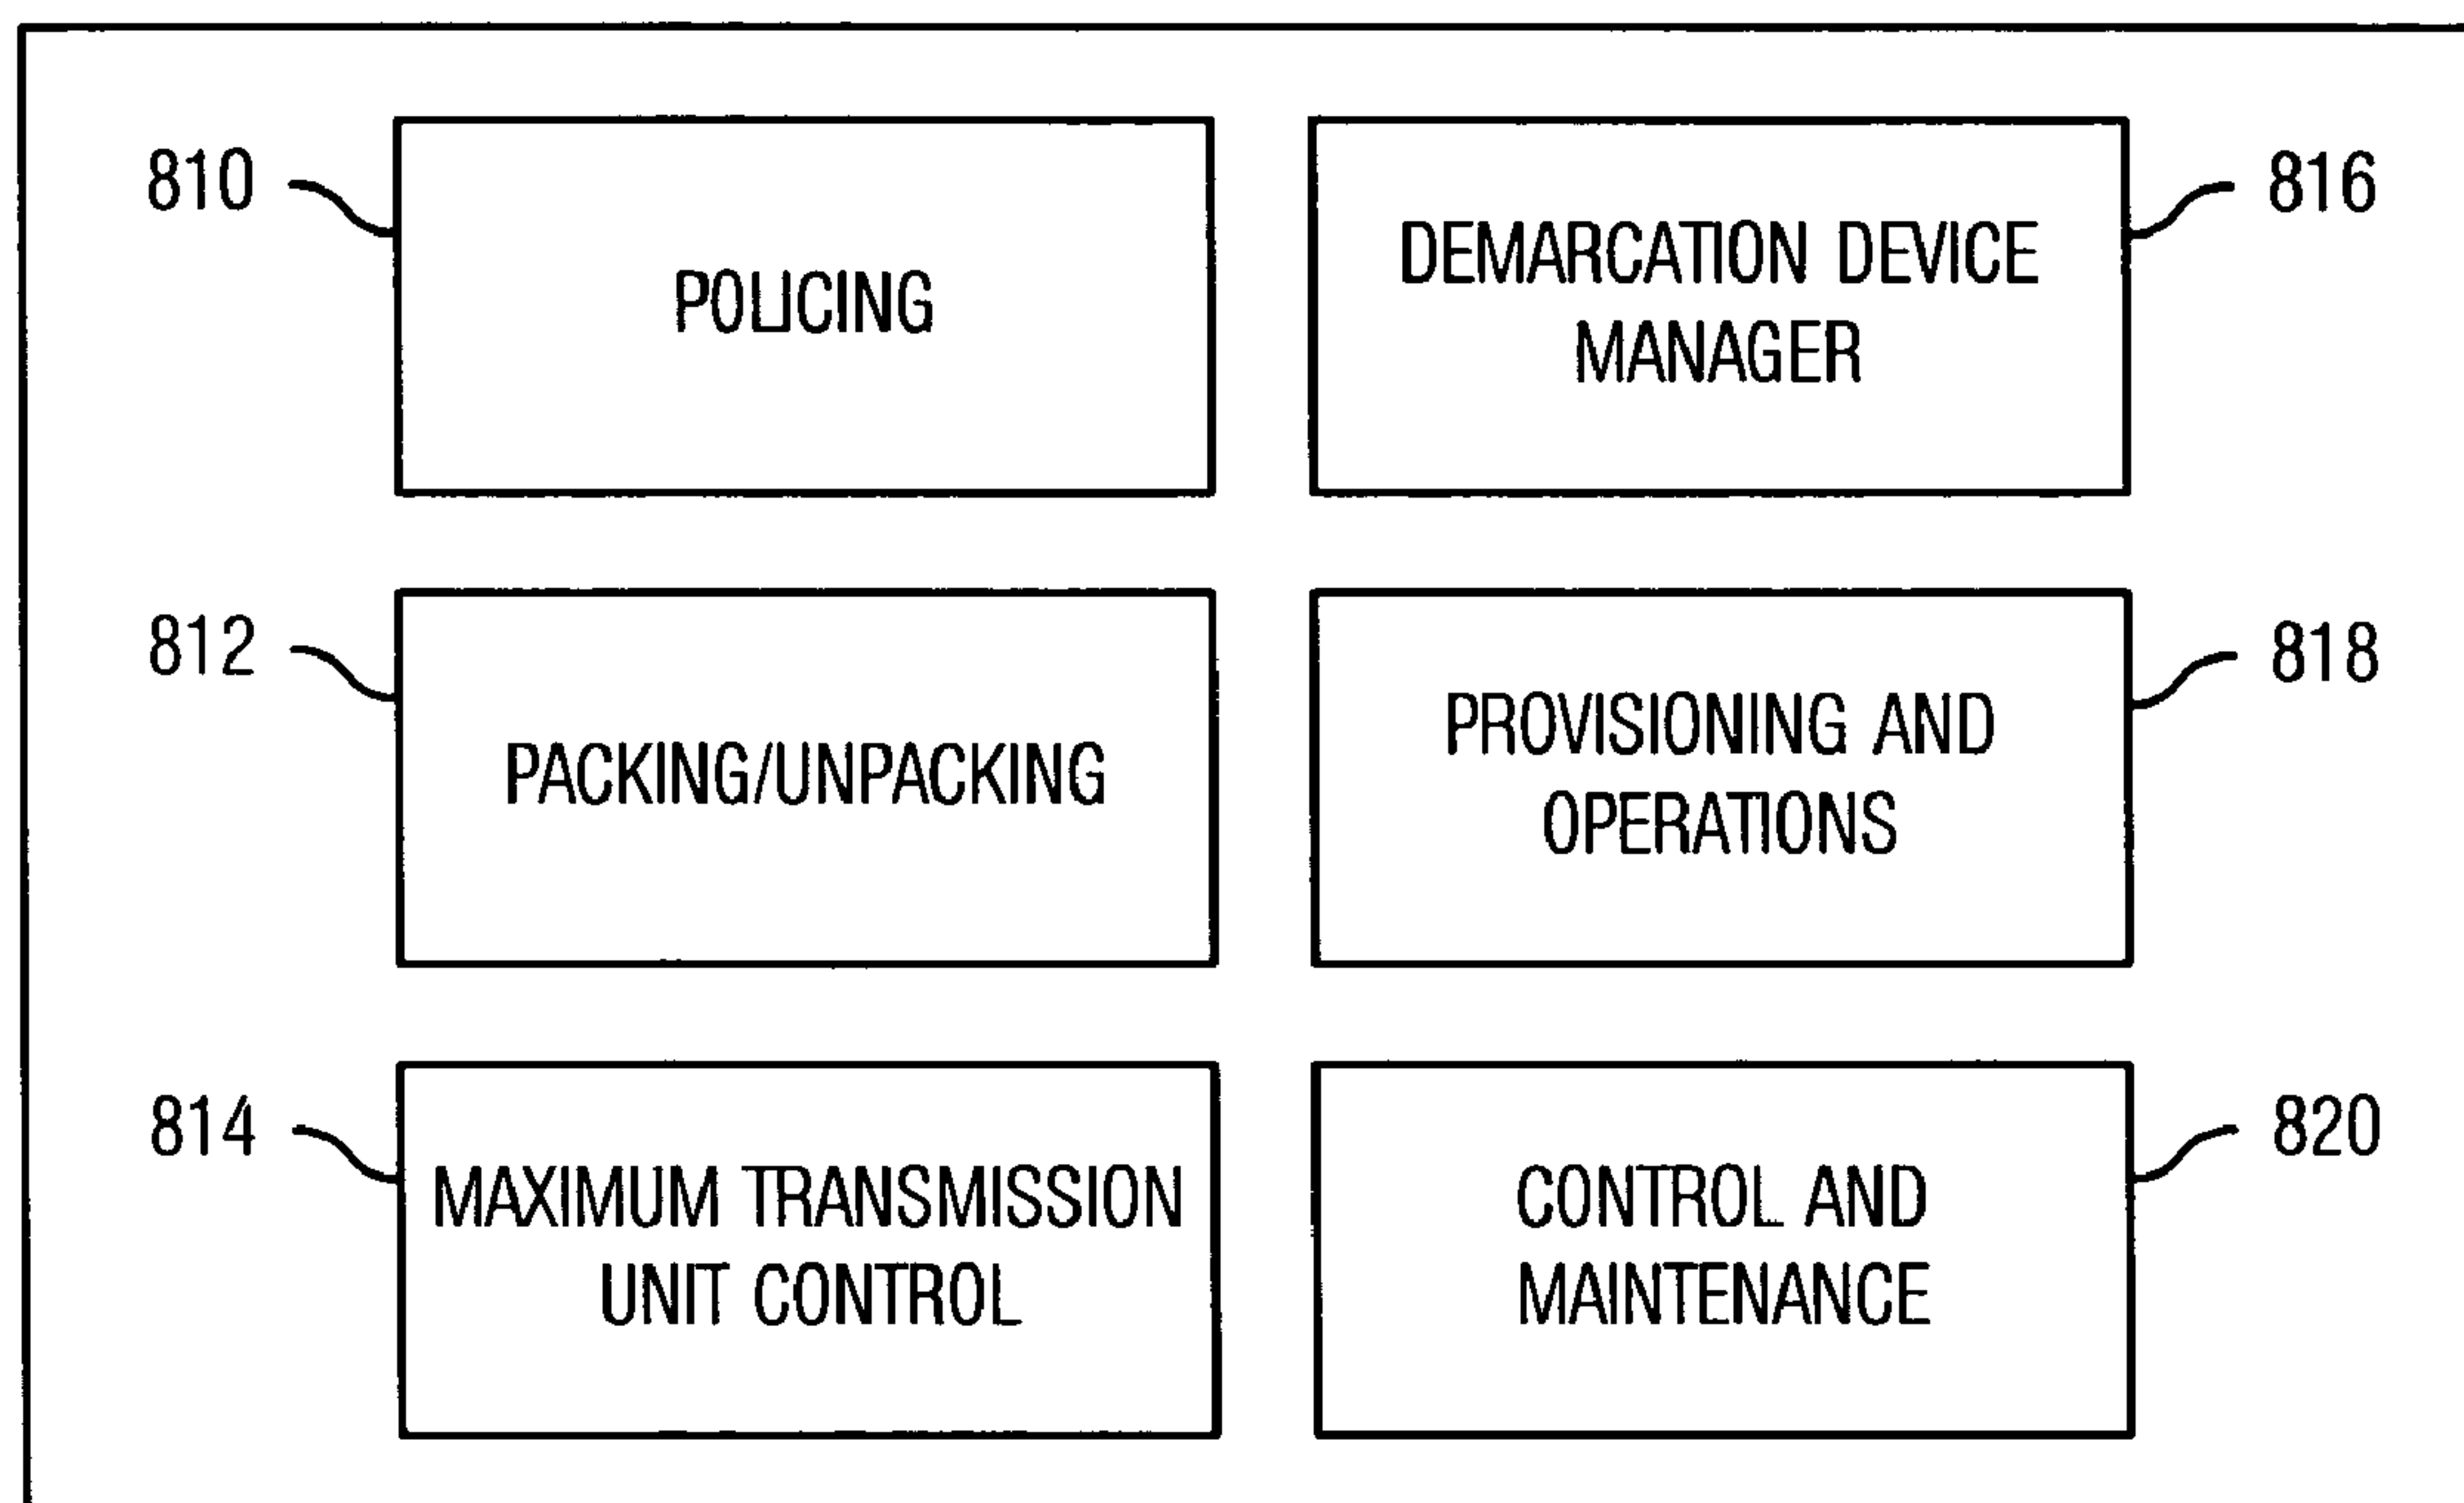 810
POLICING
DEMARCATION DEVICE
MANAGER
816
812
PACKING/UNPACKING
PROVISIONING AND
OPERATIONS
818
814
MAXIMUM TRANSMISSION
UNIT CONTROL
CONTROL AND
MAINTENANCE
820